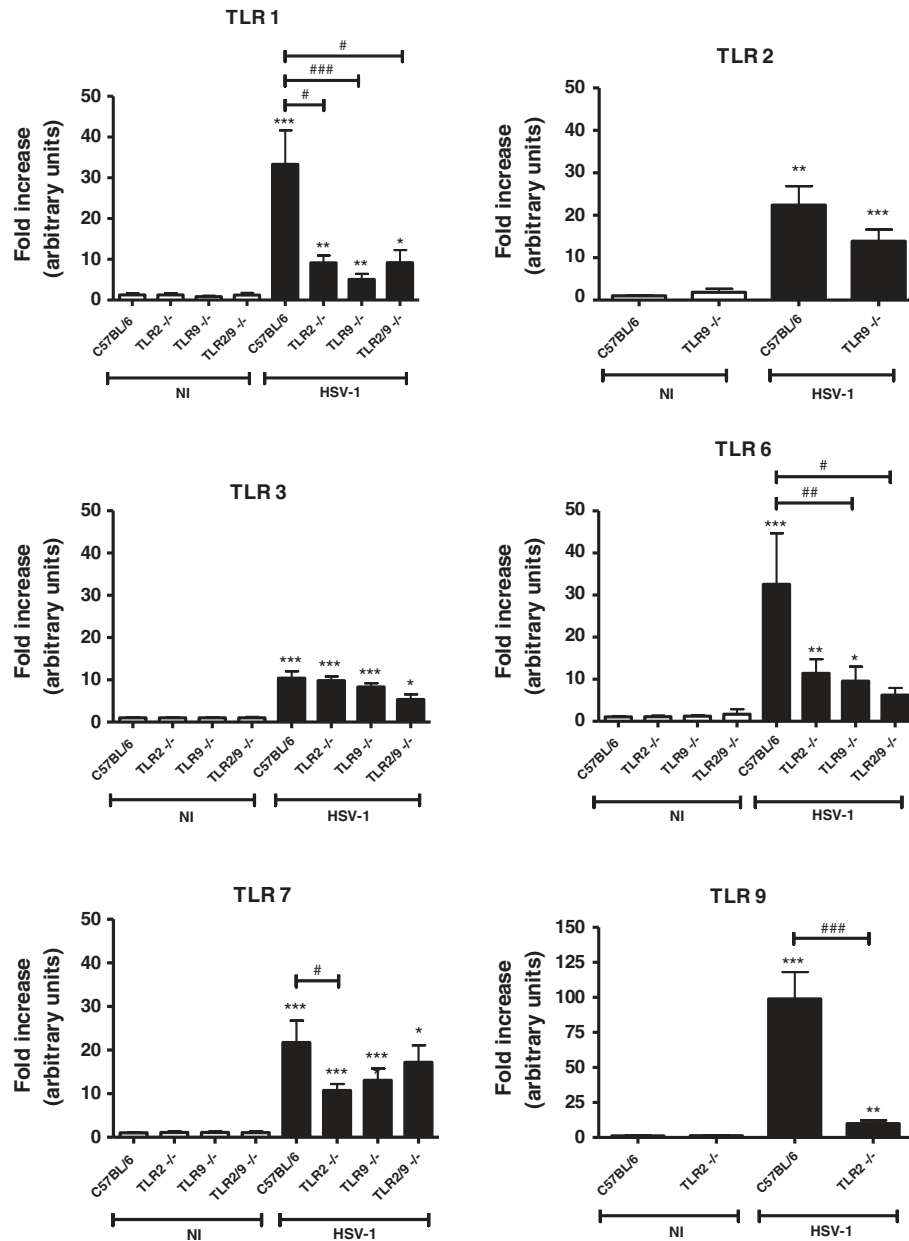 TLR 1
#
###
#
Fold increase
(arbitrary units)
50
40
30
20
10
0
***
**
**
*
C57BL/6
TLR2 -/-
TLR9 -/-
TLR2/9 -/-
C57BL/6
TLR2 -/-
TLR9 -/-
TLR2/9 -/-
NI
HSV-1
TLR 2
Fold increase
(arbitrary units)
50
40
30
20
10
0
**
***
C57BL/6
TLR9 -/-
C57BL/6
TLR9 -/-
NI
HSV-1
TLR 3
Fold increase
(arbitrary units)
50
40
30
20
10
0
***
***
***
*
C57BL/6
TLR2 -/-
TLR9 -/-
TLR2/9 -/-
C57BL/6
TLR2 -/-
TLR9 -/-
TLR2/9 -/-
NI
HSV-1
TLR 6
#
##
Fold increase
(arbitrary units)
50
40
30
20
10
0
***
**
*
C57BL/6
TLR2 -/-
TLR9 -/-
TLR2/9 -/-
C57BL/6
TLR2 -/-
TLR9 -/-
TLR2/9 -/-
NI
HSV-1
TLR 7
#
Fold increase
(arbitrary units)
50
40
30
20
10
0
***
***
***
*
C57BL/6
TLR2 -/-
TLR9 -/-
TLR2/9 -/-
C57BL/6
TLR2 -/-
TLR9 -/-
TLR2/9 -/-
NI
HSV-1
TLR 9
###
Fold increase
(arbitrary units)
150
125
100
75
50
25
0
***
**
C57BL/6
TLR2 -/-
C57BL/6
TLR2 -/-
NI
HSV-1